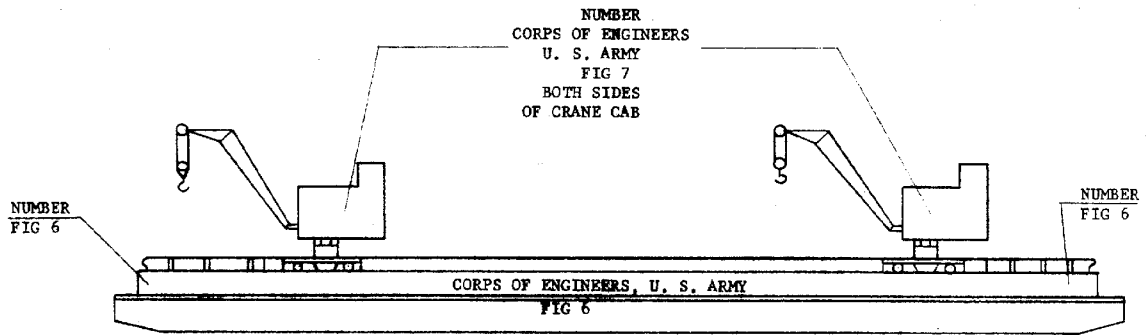 NUMBER
CORPS OF ENGINEERS
U. S. ARMY
FIG 7
BOTH SIDES
OF CRANE CAB
NUMBER
FIG 6
NUMBER
FIG 6
CORPS OF ENGINEERS, U. S. ARMY
FIG 6